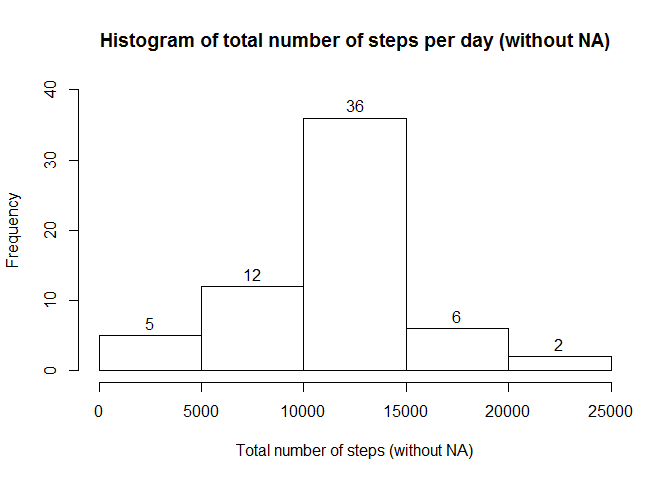 Histogram of total number of steps per day (without NA)
Frequency
40
30
20
10
0
5
12
36
6
2
0 5000 10000 15000 20000 25000
Total number of steps (without NA)